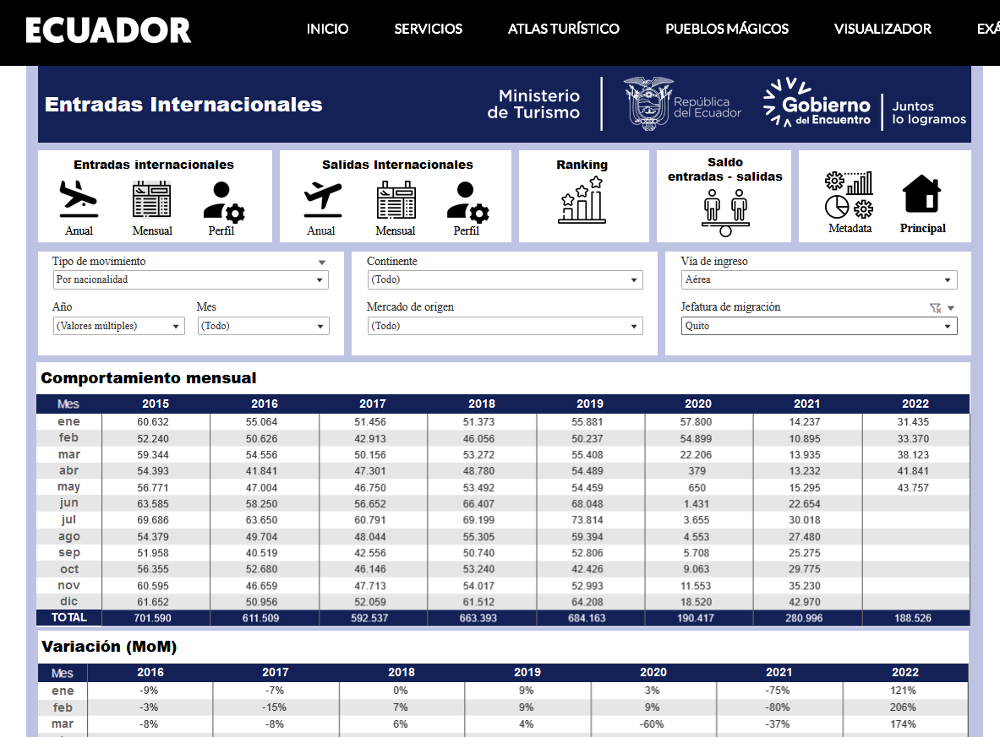 ECUADOR INICIO SERVICIOS ATLAS TURÍSTICO PUEBLOS MÁGICOS VISUALIZADOR EXÁ
Entradas Internacionales
Ministerio
de Turismo
República
del Ecuador
Gobierno
del Encuentro
Juntos
lo logramos
Entradas internacionales
Anual Mensual Perfil
Salidas Internacionales
Anual Mensual Perfil
Ranking
Saldo
entradas - salidas
Metadata Principal
Tipo de movimiento
Por nacionalidad
Año Mes
(Valores múltiples) (Todo)
Continente
(Todo)
Mercado de origen
(Todo)
Vía de ingreso
Aérea
Jefatura de migración
Quito
Comportamiento mensual
Mes 2015 2016 2017 2018 2019 2020 2021 2022
ene 60.632 55.064 51.456 51.373 55.881 57.800 14.237 31.435
feb 52.240 50.626 42.913 46.056 50.237 54.899 10.895 33.370
mar 59.344 54.556 50.156 53.272 55.408 22.206 13.935 38.123
abr 54.393 41.841 47.301 48.780 54.489 379 13.232 41.841
may 56.771 47.004 46.750 53.492 54.459 650 15.295 43.757
jun 63.585 58.250 56.652 66.407 68.048 1.431 22.654
jul 69.686 63.650 60.791 69.199 73.814 3.655 30.018
ago 54.379 49.704 48.044 55.305 59.394 4.553 27.480
sep 51.958 40.519 42.556 50.740 52.806 5.708 25.275
oct 56.355 52.680 46.146 53.240 42.426 9.063 29.775
nov 60.595 46.659 47.713 54.017 52.993 11.553 35.230
dic 61.652 50.956 52.059 61.512 64.208 18.520 42.970
TOTAL 701.590 611.509 592.537 663.393 684.163 190.417 280.996 188.526
Variación (MoM)
Mes 2016 2017 2018 2019 2020 2021 2022
ene -9% -7% 0% 9% 3% -75% 121%
feb -3% -15% 7% 9% 9% -80% 206%
mar -8% -8% 6% 4% -60% -37% 174%